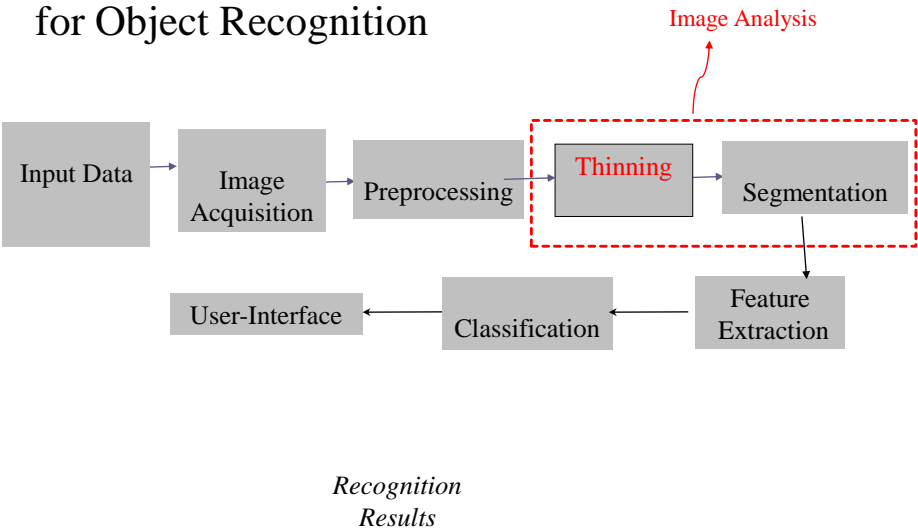 for Object Recognition
Image Analysis
Input Data
Image
Acquisition
Preprocessing
Thinning
Segmentation
Feature
Extraction
Classification
User-Interface
Recognition
Results